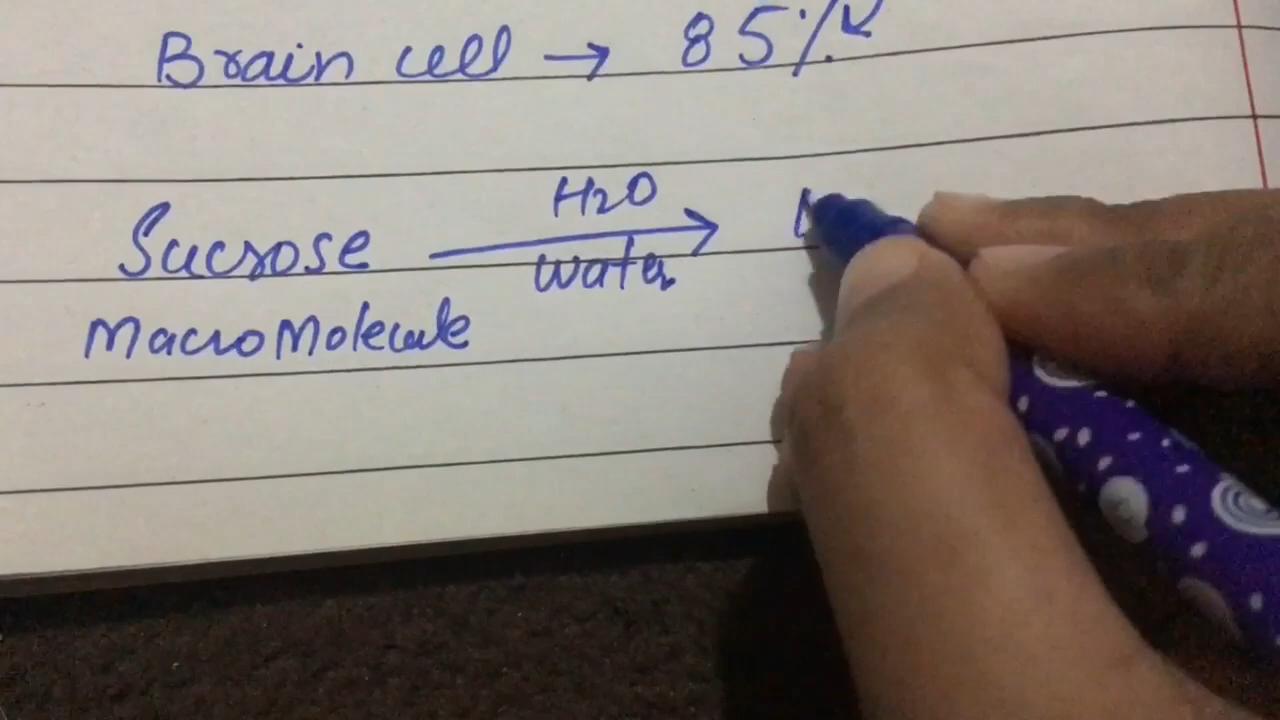 Brain cell → 85%
Sucrose H2O →
water
MacroMolecule